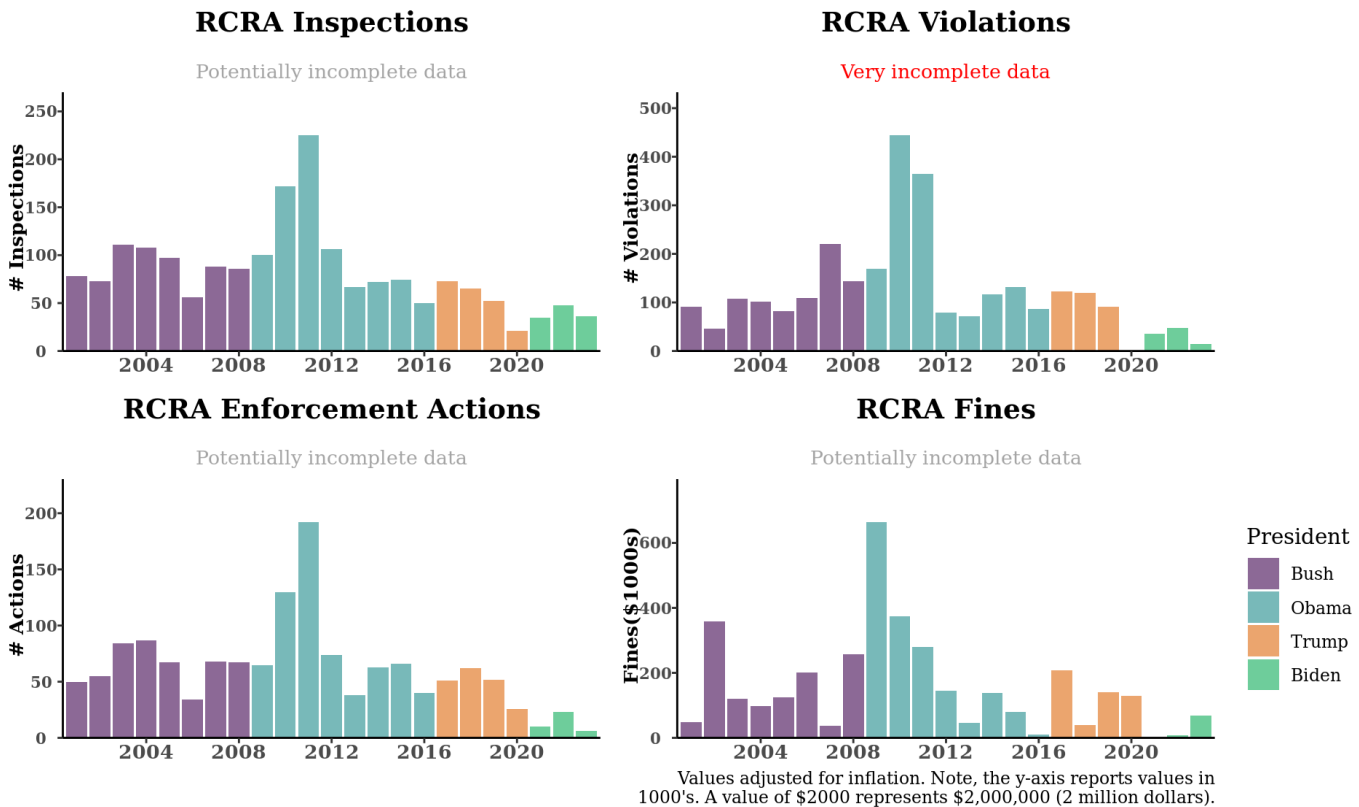 RCRA Inspections
Potentially incomplete data
# Inspections
250
200
150
100
50
0
2004 2008 2012 2016 2020
RCRA Violations
Very incomplete data
# Violations
500
400
300
200
100
0
2004 2008 2012 2016 2020
RCRA Enforcement Actions
Potentially incomplete data
# Actions
200
150
100
50
0
2004 2008 2012 2016 2020
RCRA Fines
Potentially incomplete data
Fines($1000s)
600
400
200
0
2004 2008 2012 2016 2020
President
Bush
Obama
Trump
Biden
Values adjusted for inflation. Note, the y-axis reports values in
1000's. A value of $2000 represents $2,000,000 (2 million dollars).